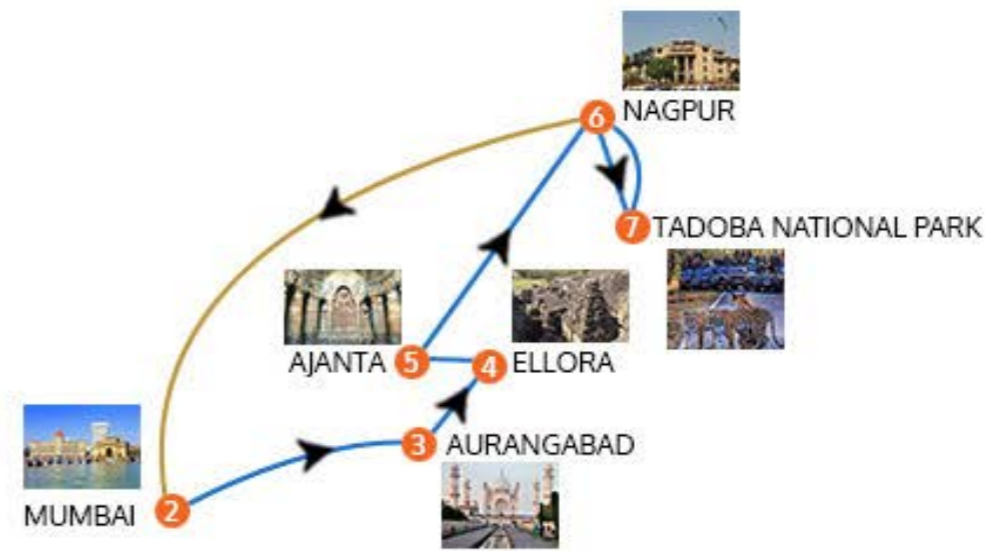 6 NAGPUR
7 TADOBA NATIONAL PARK
AJANTA 5
4 ELLORA
3 AURANGABAD
MUMBAI 2